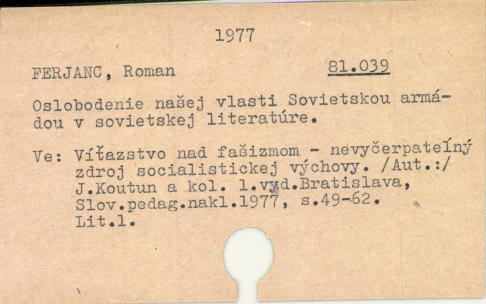 1977
FERJANC, Roman 81.039
Oslobodenie našej vlasti Sovietskou armá-
dou v sovietskej literatúre.
Ve: Víťazstvo nad fašizmom - nevyčerpateľný
zdroj socialistickej výchovy. /Aut.:/
J.Koutun a kol. 1.vyd.Bratislava,
Slov.pedag.nakl.1977, s.49-62.
Lit.1.